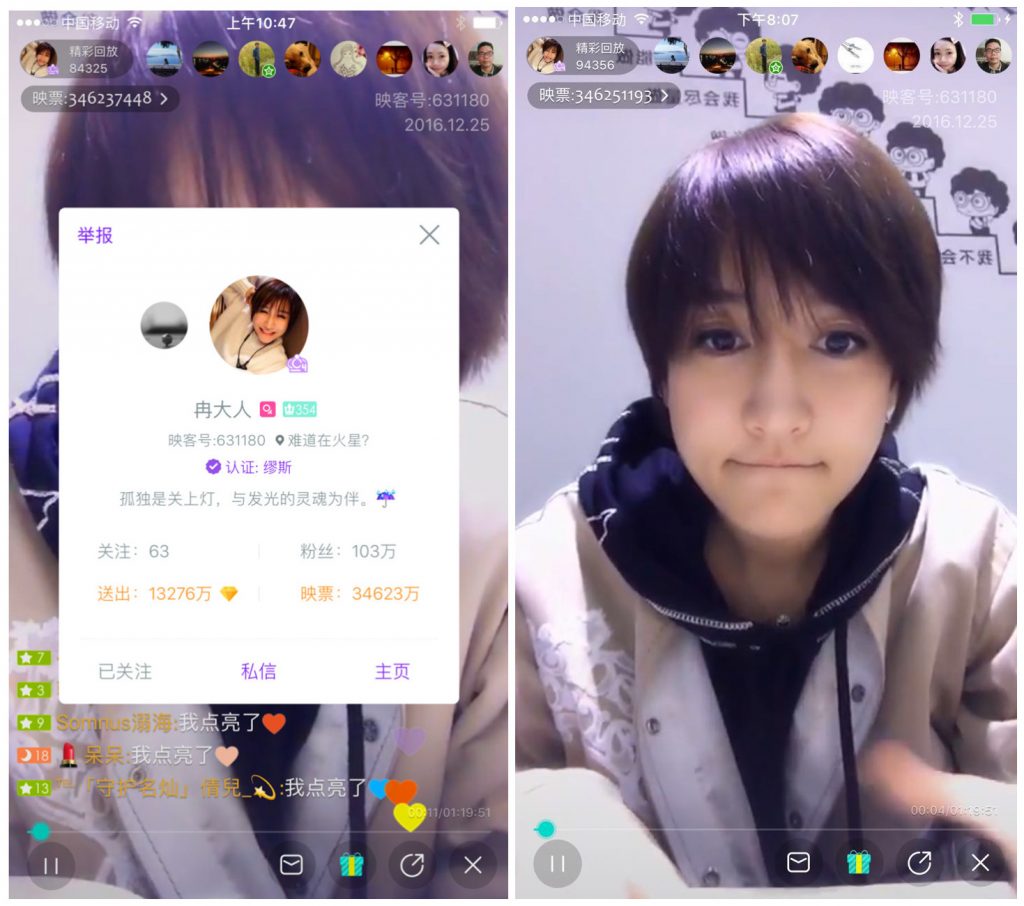 中国移动 上午10:47
精彩回放
84325
映票:346237448
映客号:631180
2016.12.25
举报
冉大人 354
映客号:631180 难道在火星?
认证: 缪斯
孤独是关上灯，与发光的灵魂为伴。
关注: 63 粉丝: 103万
送出: 13276万 映票: 34623万
已关注 私信 主页
7
3
9 Somnus溺海:我点亮了
18 呆呆:我点亮了
13 「守护名灿」倩兒_:我点亮了
00:11/01:19:51
中国移动 下午8:07
精彩回放
94356
映票:346251193
映客号:631180
2016.12.25
我会尽
我不会
00:04/01:19:51